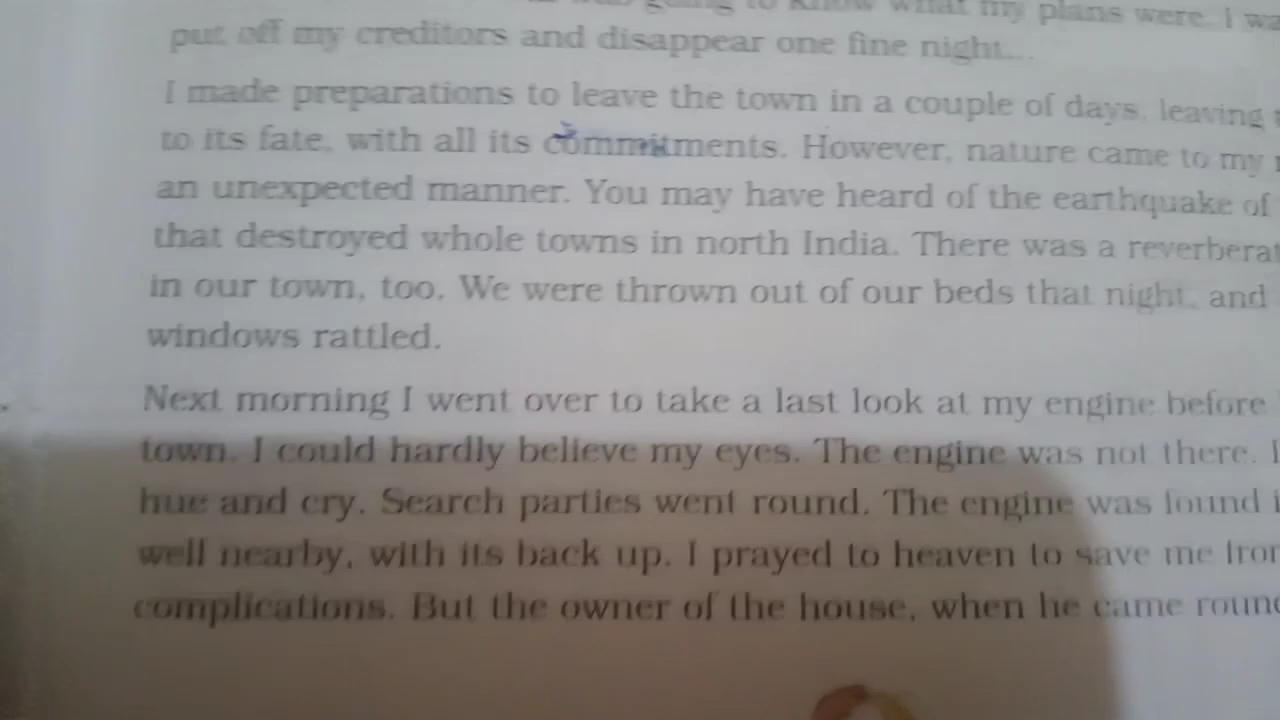 know what my plans were. I
put off my creditors and disappear one fine night...
I made preparations to leave the town in a couple of days, leaving
to its fate, with all its commitments. However, nature came to my
an unexpected manner. You may have heard of the earthquake of
that destroyed whole towns in north India. There was a
in our town, too. We were thrown out of our beds that night, and
windows rattled.
Next morning I went over to take a last look at my engine before
town. I could hardly believe my eyes. The engine was not there. I
hue and cry. Search parties went round. The engine was found
well nearby, with its back up. I prayed to heaven to save me
complications. But the owner of the house, when he came